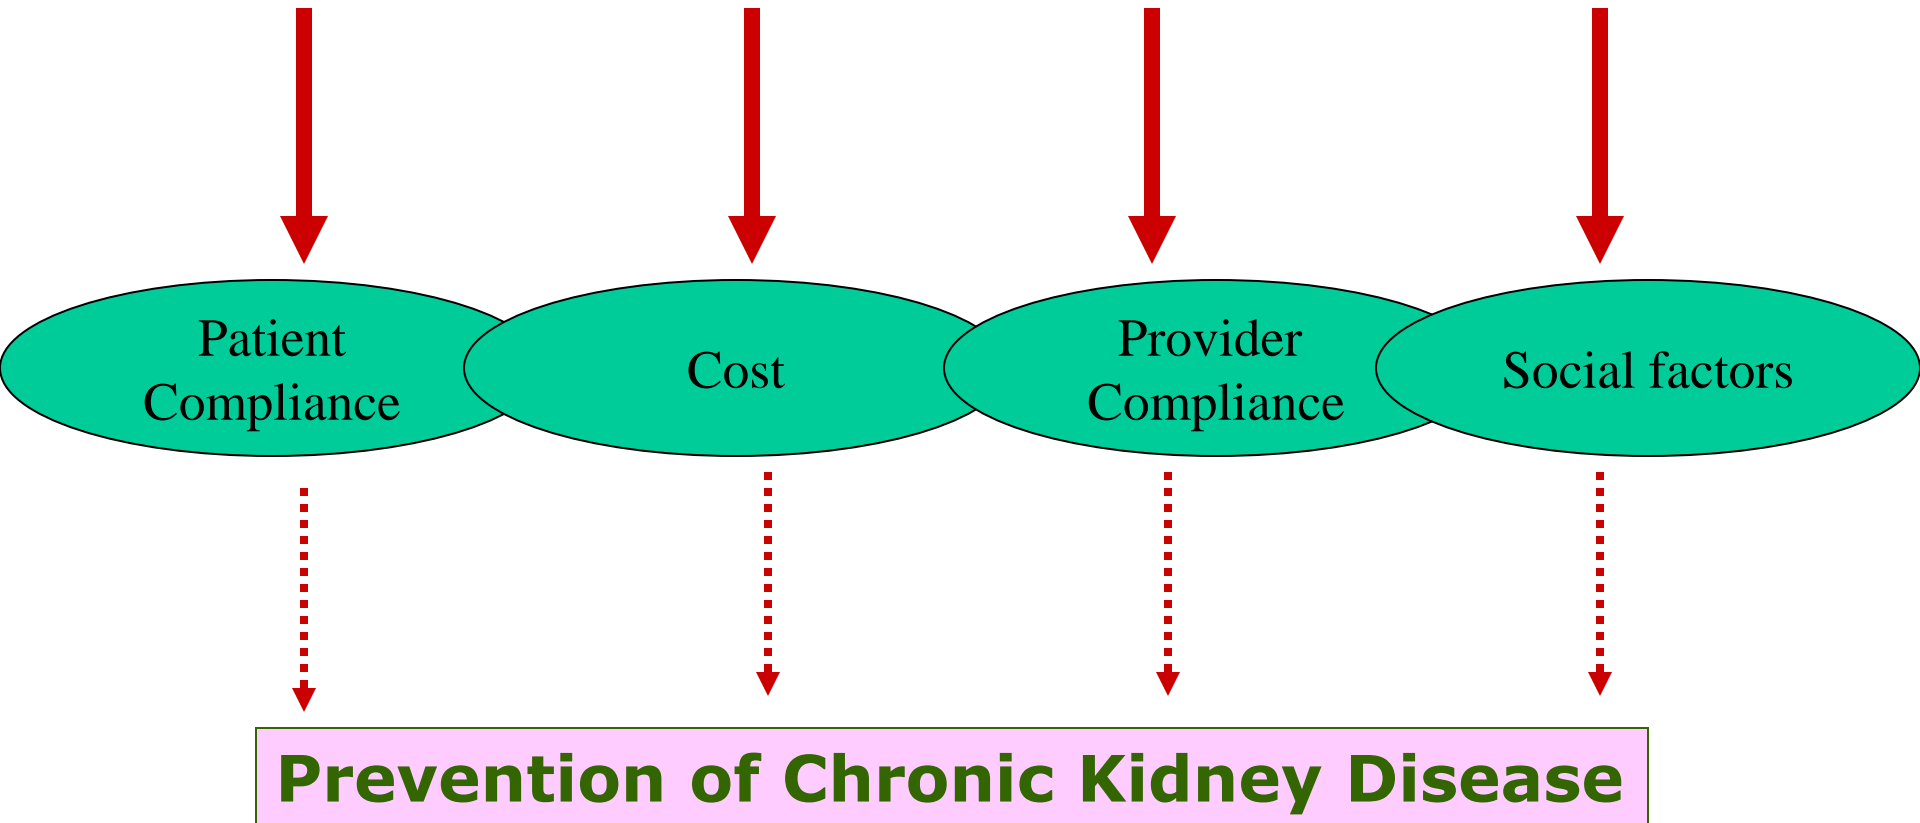 Patient
Compliance
Cost
Provider
Compliance
Social factors
Prevention of Chronic Kidney Disease